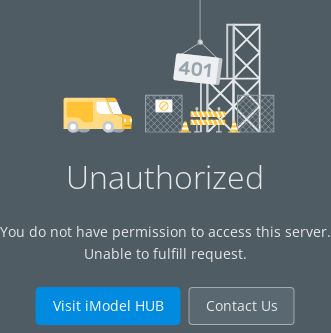 401
Unauthorized
You do not have permission to access this server.
Unable to fulfill request.
Visit iModel HUB
Contact Us